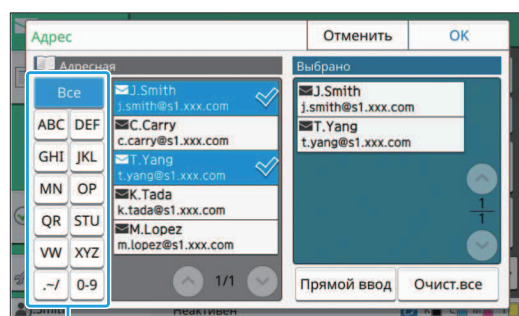 Адрес
Отменить
OK
Адресная
Выбрано
Все
ABC DEF
GHI JKL
MN OP
QR STU
VW XYZ
.~/ 0-9
J.Smith
j.smith@s1.xxx.com
C.Carry
c.carry@s1.xxx.com
T.Yang
t.yang@s1.xxx.com
K.Tada
k.tada@s1.xxx.com
M.Lopez
m.lopez@s1.xxx.com
1/1
J.Smith
j.smith@s1.xxx.com
T.Yang
t.yang@s1.xxx.com
1
1
Прямой ввод
Очист.все
J.Smith
Неактивен